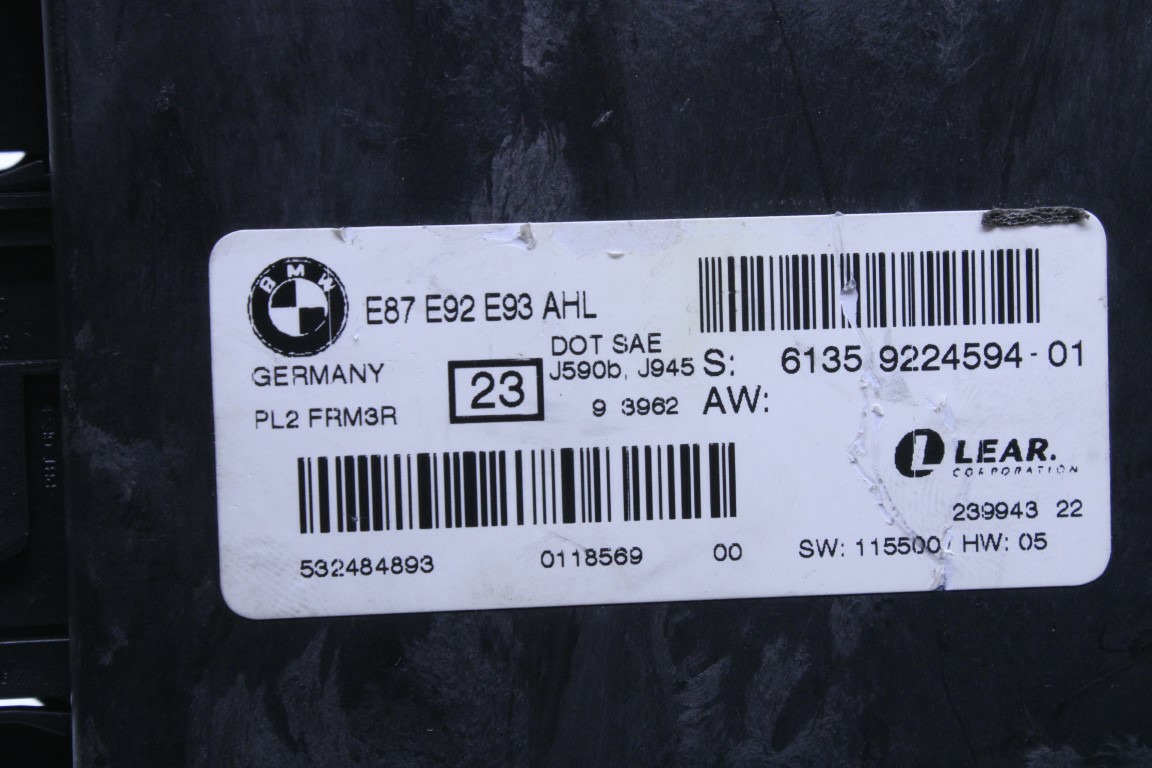 BMW
E87 E92 E93 AHL
GERMANY
PL2 FRM3R
23
DOT SAE
J590b, J945
9 3962
S: 6135 9224594-01
AW:
LEAR.
CORPORATION
239943 22
SW: 115500/ HW: 05
532484893 0118569 00